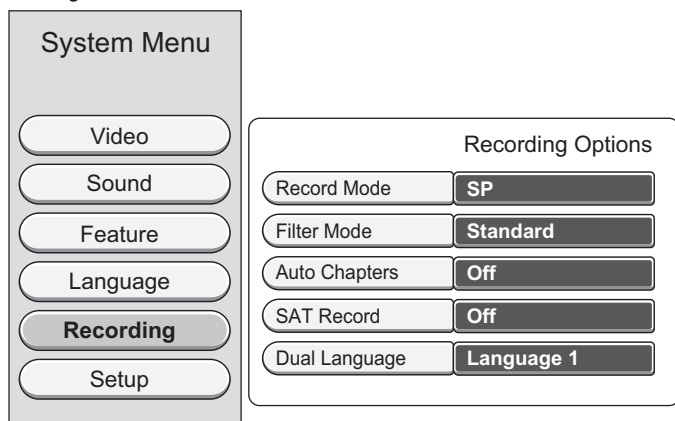 System Menu
Video
Sound
Feature
Language
Recording
Setup
Recording Options
Record Mode SP
Filter Mode Standard
Auto Chapters Off
SAT Record Off
Dual Language Language 1